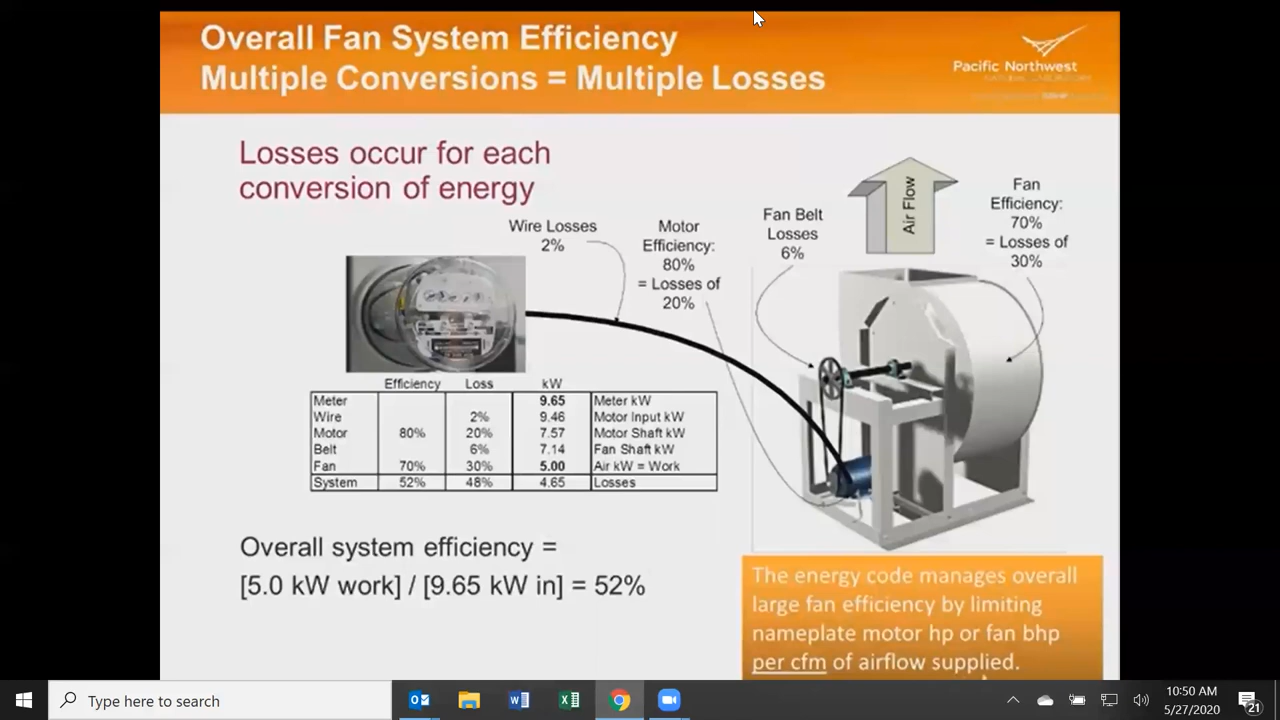 Overall Fan System Efficiency
Multiple Conversions = Multiple Losses
Pacific Northwest
NATIONAL LABORATORY
Losses occur for each
conversion of energy
Wire Losses
2%
Motor
Efficiency:
80%
= Losses of
20%
Fan Belt
Losses
6%
Air Flow
Fan
Efficiency:
70%
= Losses of
30%
Efficiency Loss kW
Meter 9.65 Meter kW
Wire 2% 9.46 Motor Input kW
Motor 80% 20% 7.57 Motor Shaft kW
Belt 6% 7.14 Fan Shaft kW
Fan 70% 30% 5.00 Air kW = Work
System 52% 48% 4.65 Losses
Overall system efficiency =
[5.0 kW work] / [9.65 kW in] = 52%
The energy code manages overall
large fan efficiency by limiting
nameplate motor hp or fan bhp
per cfm of airflow supplied.
Type here to search
10:50 AM
5/27/2020
21